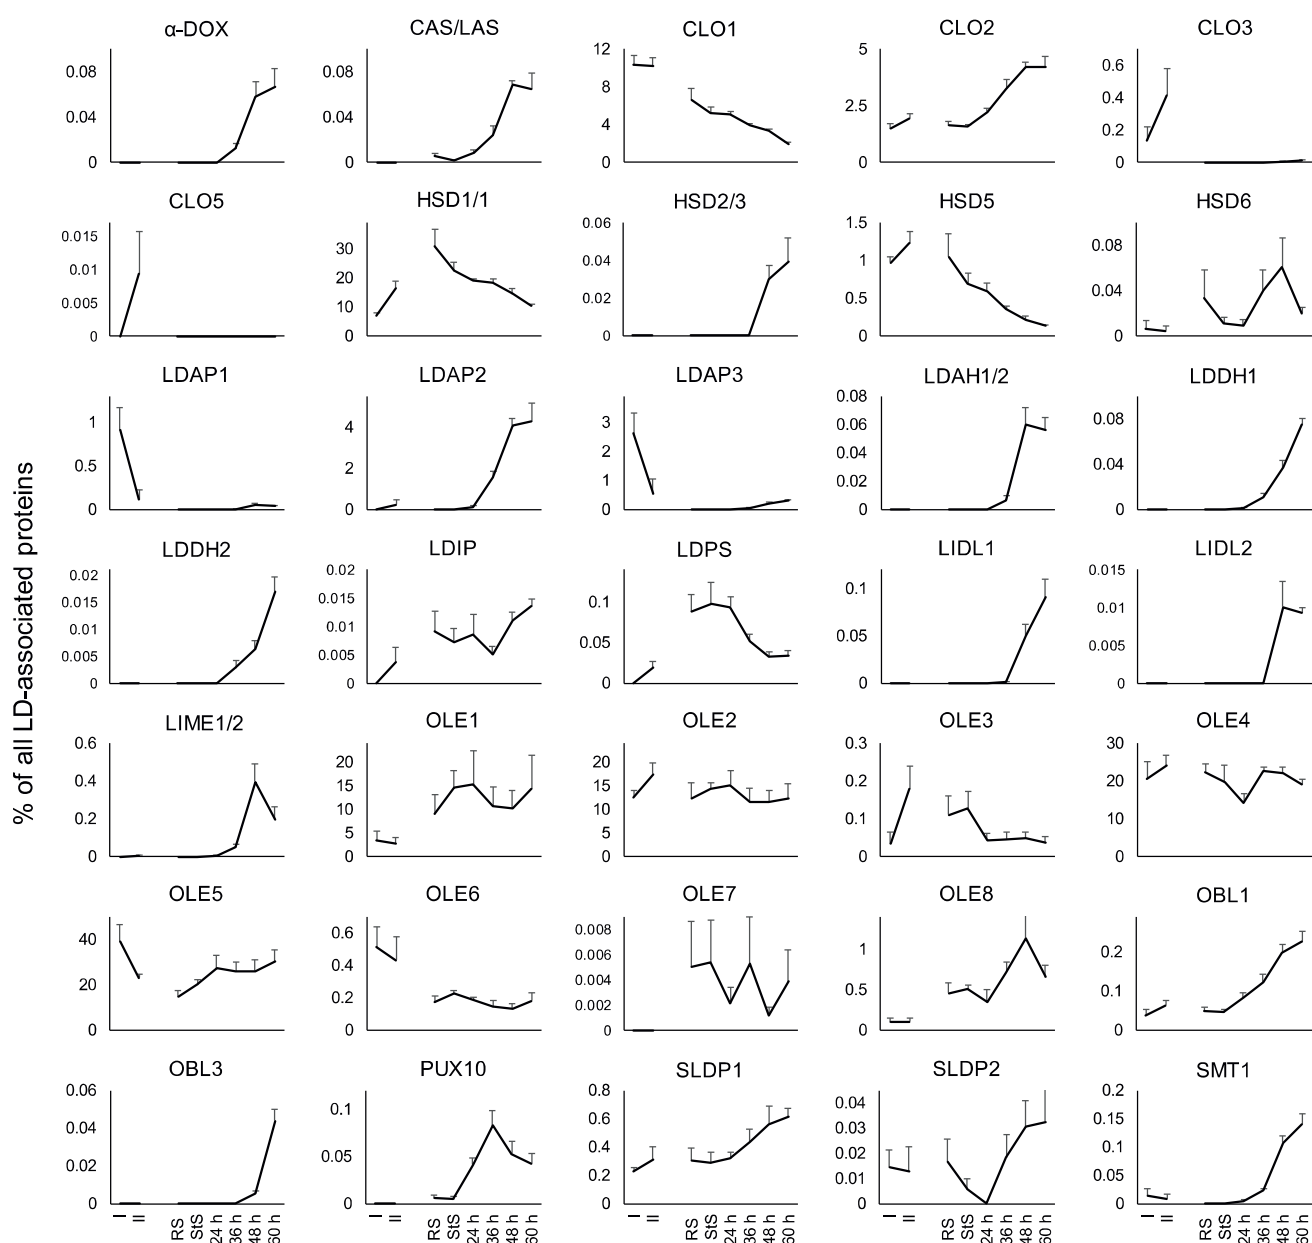 α-DOX CAS/LAS CLO1 CLO2 CLO3
0.08 0.04 0
0.08 0.04 0
12 8 4 0
5 2.5 0
0.6 0.4 0.2 0
CLO5 HSD1/1 HSD2/3 HSD5 HSD6
0.015 0.01 0.005 0
30 20 10 0
0.06 0.04 0.02 0
1.5 1 0.5 0
0.08 0.04 0
LDAP1 LDAP2 LDAP3 LDAH1/2 LDDH1
1 0.5 0
4 2 0
3 2 1 0
0.08 0.06 0.04 0.02 0
0.08 0.04 0
% of all LD-associated proteins
LDDH2 LDIP LDPS LIDL1 LIDL2
0.02 0.015 0.01 0.005 0
0.02 0.015 0.01 0.005 0
0.1 0.05 0
0.1 0.05 0
0.015 0.01 0.005 0
LIME1/2 OLE1 OLE2 OLE3 OLE4
0.6 0.4 0.2 0
20 15 10 5 0
20 15 10 5 0
0.3 0.2 0.1 0
30 20 10 0
OLE5 OLE6 OLE7 OLE8 OBL1
40 20 0
0.6 0.4 0.2 0
0.008 0.006 0.004 0.002 0
1 0.5 0
0.2 0.1 0
OBL3 PUX10 SLDP1 SLDP2 SMT1
0.06 0.04 0.02 0
0.1 0.05 0
0.8 0.6 0.4 0.2 0
0.04 0.03 0.02 0.01 0
0.2 0.15 0.1 0.05 0
I II RS StS 24 h 36 h 48 h 60 h
I II RS StS 24 h 36 h 48 h 60 h
I II RS StS 24 h 36 h 48 h 60 h
I II RS StS 24 h 36 h 48 h 60 h
I II RS StS 24 h 36 h 48 h 60 h